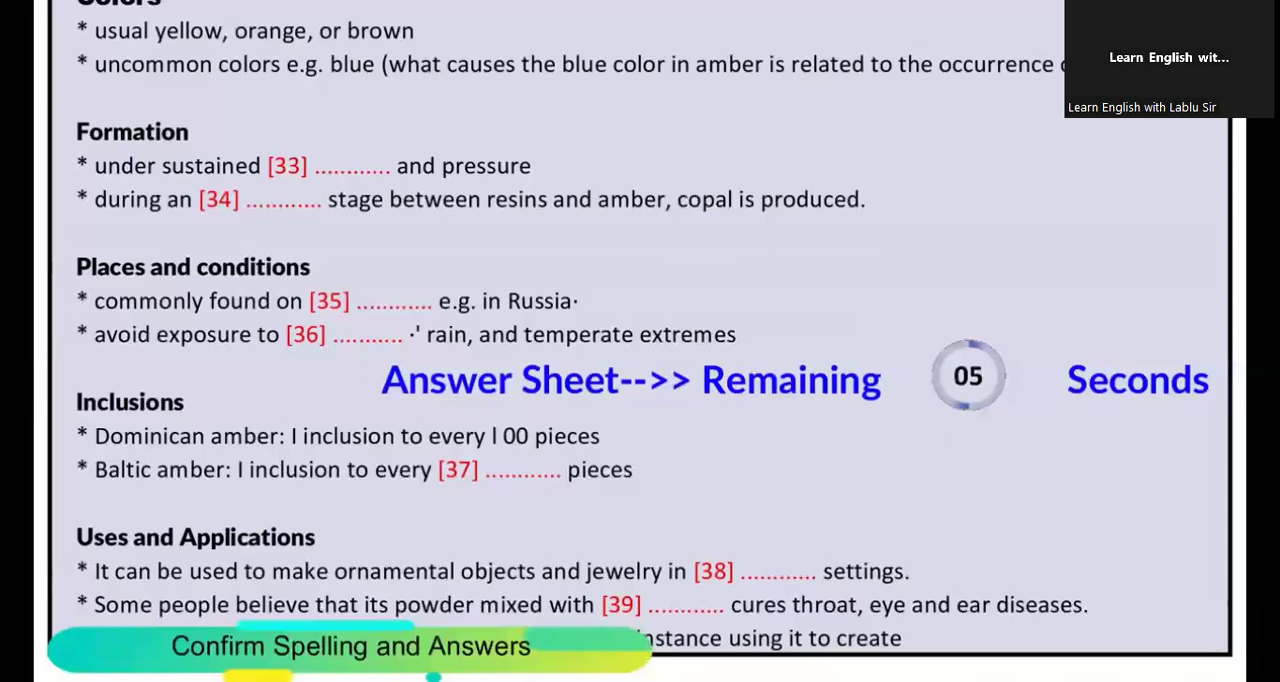 Colors
* usual yellow, orange, or brown
* uncommon colors e.g. blue (what causes the blue color in amber is related to the occurrence
Learn English wit...
Learn English with Lablu Sir
Formation
* under sustained [33] ............ and pressure
* during an [34] ............ stage between resins and amber, copal is produced.
Places and conditions
* commonly found on [35] ............ e.g. in Russia·
* avoid exposure to [36] ........... ·' rain, and temperate extremes
Answer Sheet-->> Remaining 05 Seconds
Inclusions
* Dominican amber: I inclusion to every l 00 pieces
* Baltic amber: I inclusion to every [37] ............ pieces
Uses and Applications
* It can be used to make ornamental objects and jewelry in [38] ............ settings.
* Some people believe that its powder mixed with [39] ............ cures throat, eye and ear diseases.
instance using it to create
Confirm Spelling and Answers